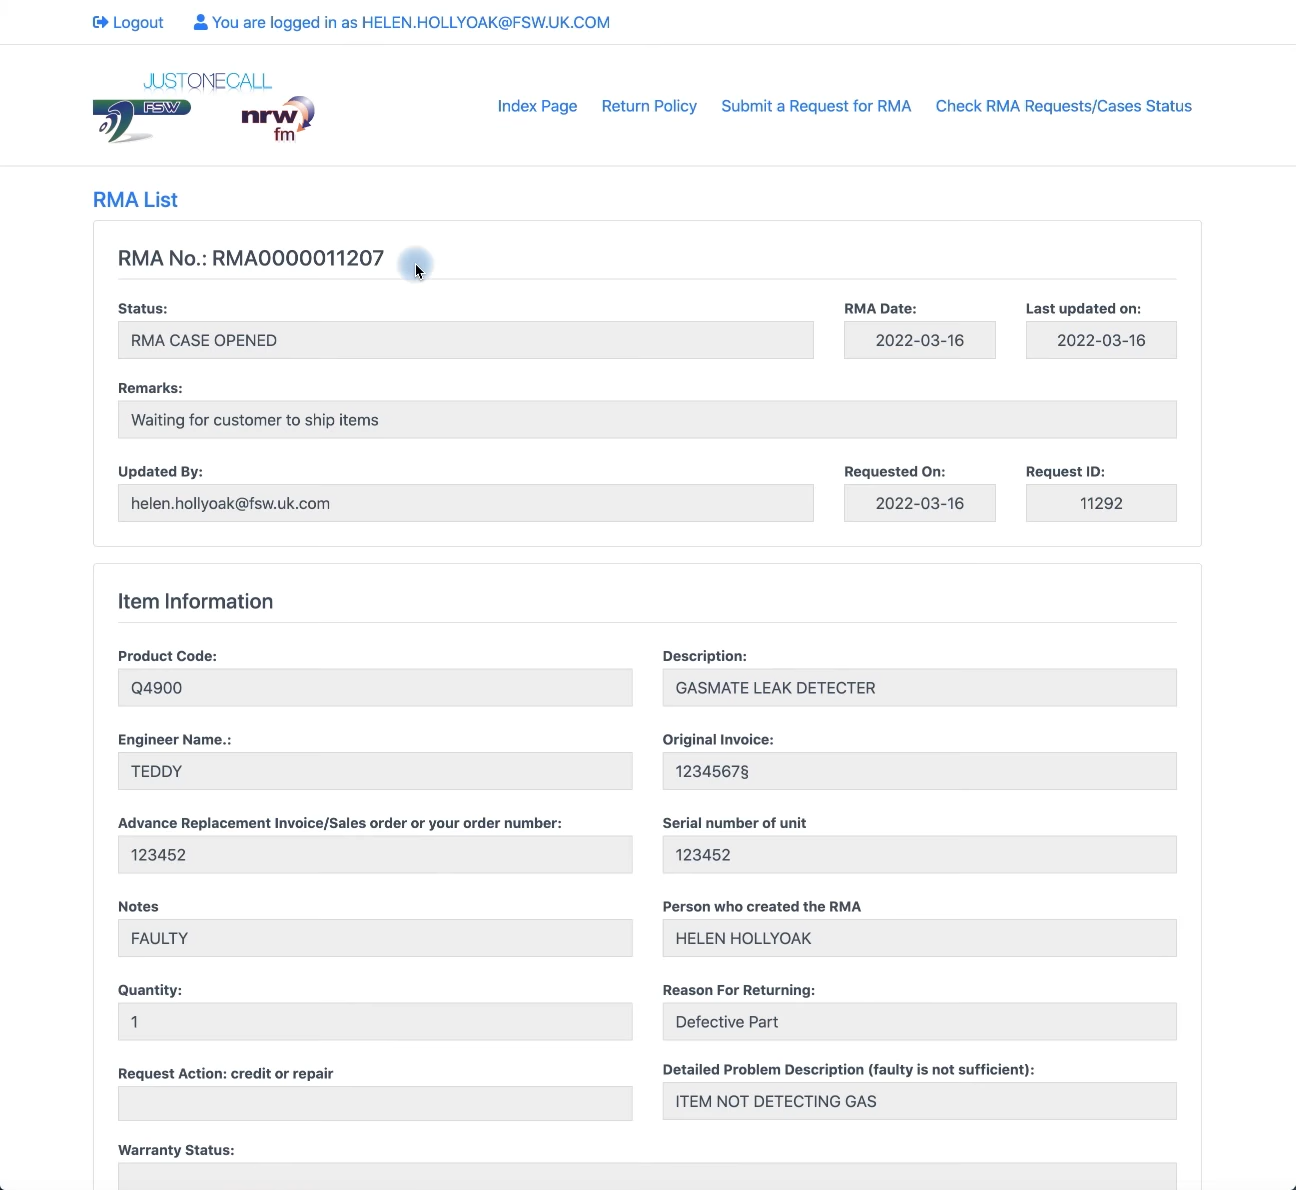 Logout You are logged in as HELEN.HOLLYOAK@FSW.UK.COM
JUSTONECALL
FSW nrw
fm
Index Page Return Policy Submit a Request for RMA Check RMA Requests/Cases Status
RMA List
RMA No.: RMA0000011207
Status: RMA Date: Last updated on:
RMA CASE OPENED 2022-03-16 2022-03-16
Remarks:
Waiting for customer to ship items
Updated By: Requested On: Request ID:
helen.hollyoak@fsw.uk.com 2022-03-16 11292
Item Information
Product Code: Description:
Q4900 GASMATE LEAK DETECTER
Engineer Name.: Original Invoice:
TEDDY 1234567§
Advance Replacement Invoice/Sales order or your order number: Serial number of unit
123452 123452
Notes Person who created the RMA
FAULTY HELEN HOLLYOAK
Quantity: Reason For Returning:
1 Defective Part
Request Action: credit or repair Detailed Problem Description (faulty is not sufficient):
ITEM NOT DETECTING GAS
Warranty Status: